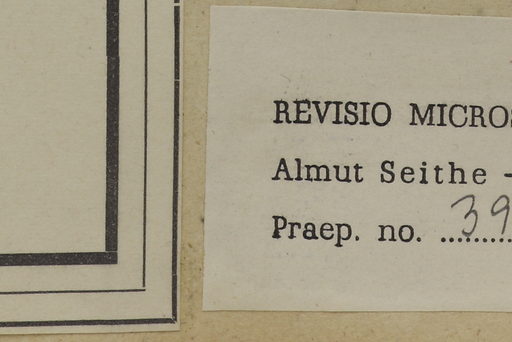 REVISIO MICROS
Almut Seithe -
Praep. no. 39